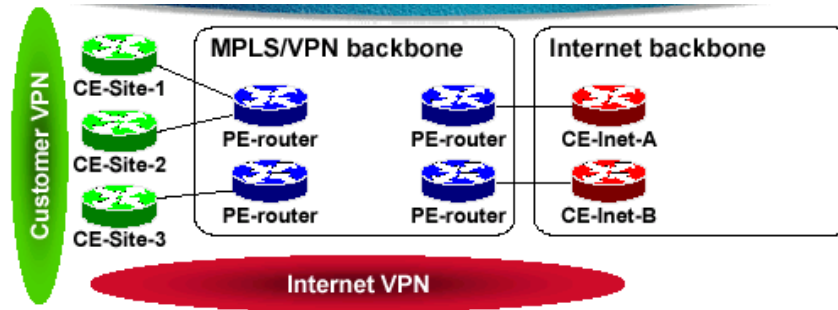 MPLS/VPN backbone
Internet backbone
Customer VPN
CE-Site-1
CE-Site-2
CE-Site-3
PE-router
PE-router
PE-router
PE-router
CE-Inet-A
CE-Inet-B
Internet VPN